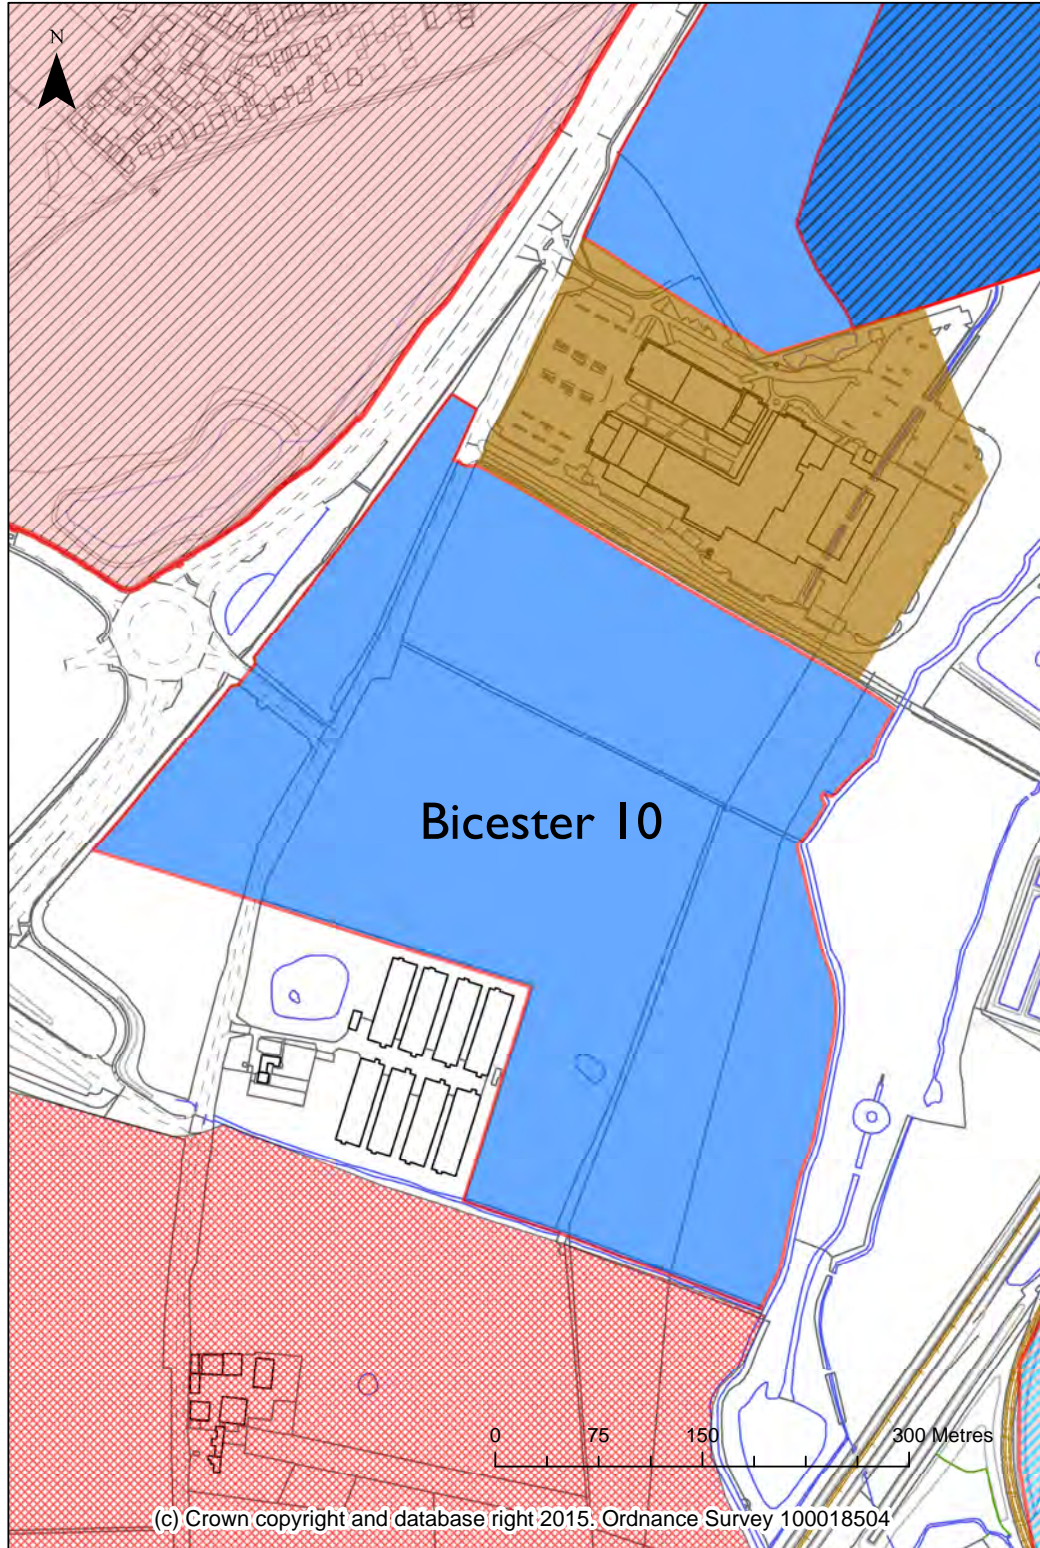 N
Bicester 10
0 75 150 300 Metres
(c) Crown copyright and database right 2015. Ordnance Survey 100018504